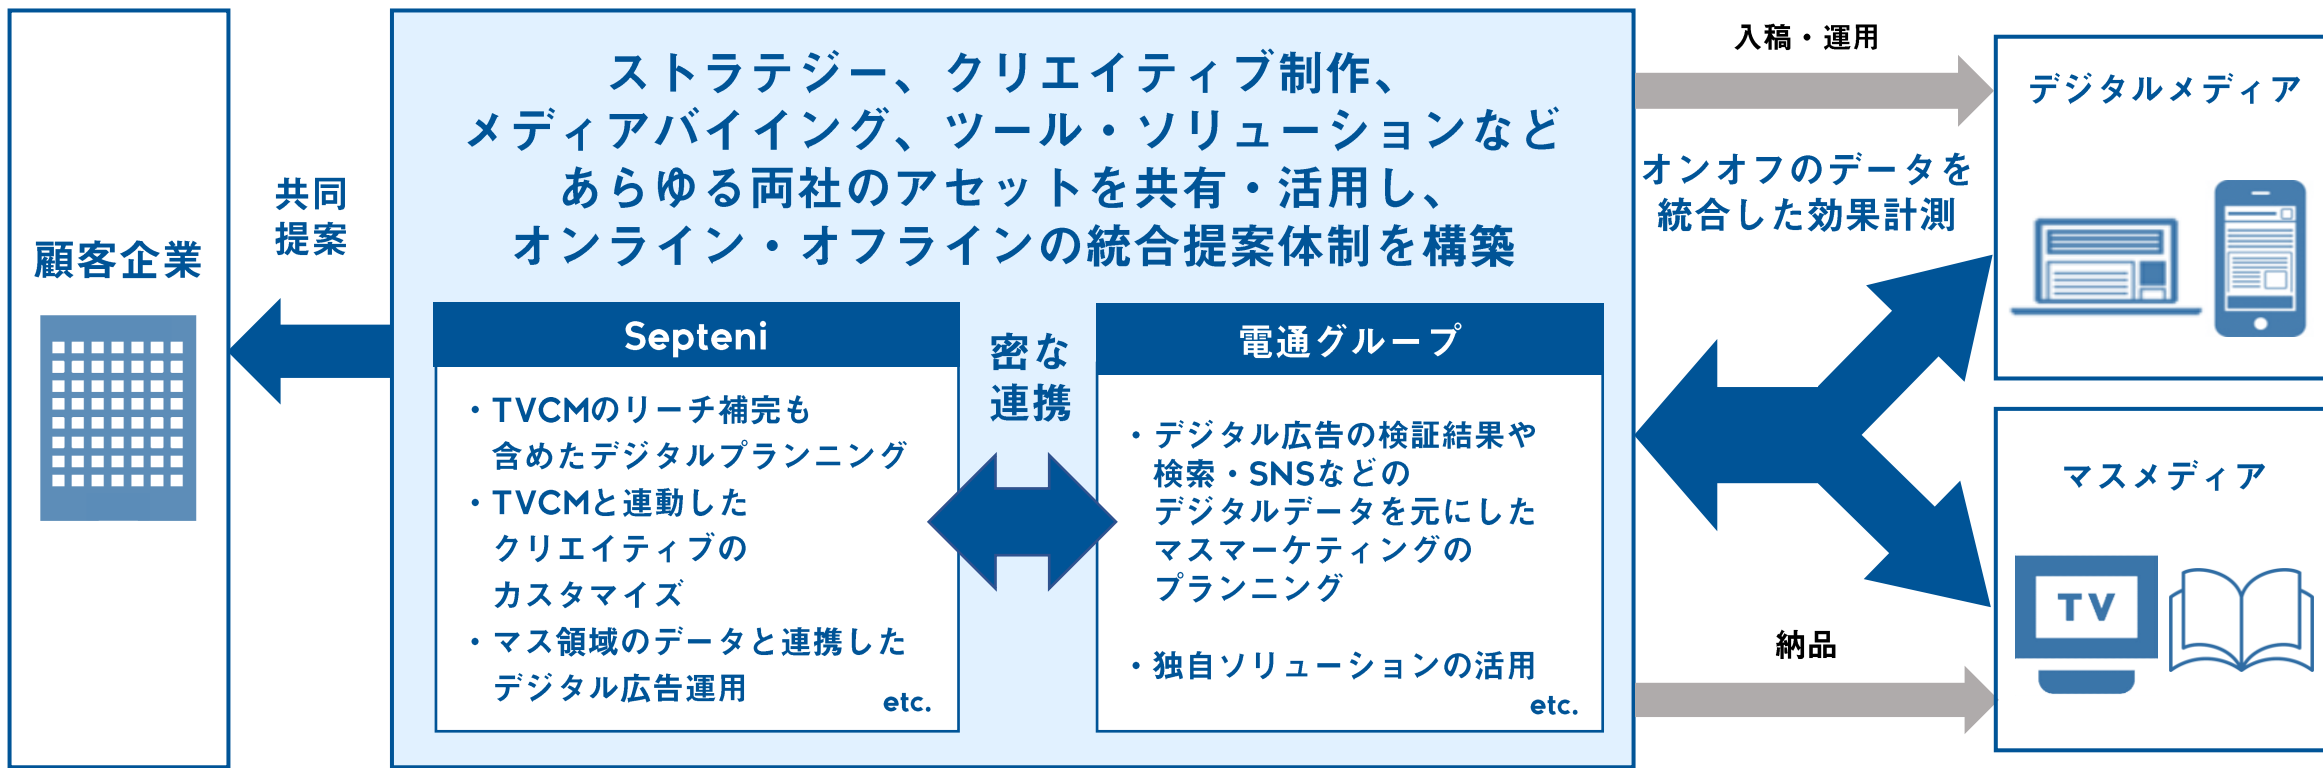 顧客企業
共同
提案
ストラテジー、クリエイティブ制作、
メディアバイイング、ツール・ソリューションなど
あらゆる両社のアセットを共有・活用し、
オンライン・オフラインの統合提案体制を構築
Septeni
・TVCMのリーチ補完も
含めたデジタルプランニング
・TVCMと連動した
クリエイティブの
カスタマイズ
・マス領域のデータと連携した
デジタル広告運用
etc.
密な
連携
電通グループ
・デジタル広告の検証結果や
検索・SNSなどの
デジタルデータを元にした
マスマーケティングの
プランニング
・独自ソリューションの活用
etc.
入稿・運用
オンオフのデータを
統合した効果計測
納品
デジタルメディア
マスメディア
TV